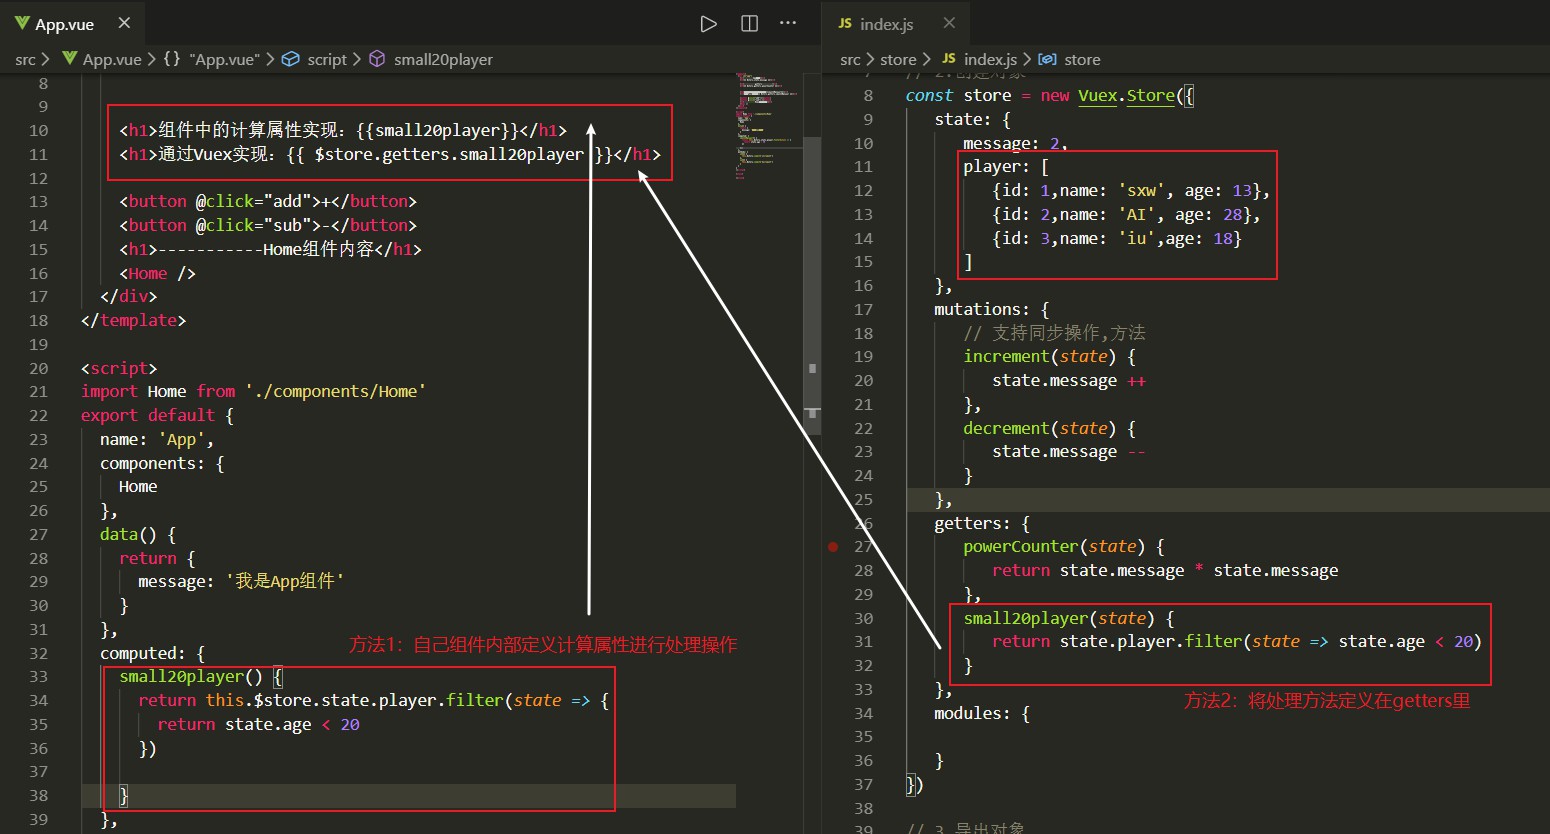 App.vue
src > App.vue > {} "App.vue" > script > small20player
8
9
10 <h1>组件中的计算属性实现：{{small20player}}</h1>
11 <h1>通过Vuex实现：{{ $store.getters.small20player }}</h1>
12
13 <button @click="add">+</button>
14 <button @click="sub">-</button>
15 <h1>-----------Home组件内容</h1>
16 <Home />
17 </div>
18 </template>
19
20 <script>
21 import Home from './components/Home'
22 export default {
23 name: 'App',
24 components: {
25 Home
26 },
27 data() {
28 return {
29 message: '我是App组件'
30 }
31 },
方法1：自己组件内部定义计算属性进行处理操作
32 computed: {
33 small20player() {
34 return this.$store.state.player.filter(state => {
35 return state.age < 20
36 })
37
38 }
39 },
JS index.js
src > store > JS index.js > store
7 // 2.创建对象
8 const store = new Vuex.Store({
9 state: {
10 message: 2,
11 player: [
12 {id: 1,name: 'sxw', age: 13},
13 {id: 2,name: 'AI', age: 28},
14 {id: 3,name: 'iu',age: 18}
15 ]
16 },
17 mutations: {
18 // 支持同步操作,方法
19 increment(state) {
20 state.message ++
21 },
22 decrement(state) {
23 state.message --
24 }
25 },
26 getters: {
27 powerCounter(state) {
28 return state.message * state.message
29 },
30 small20player(state) {
31 return state.player.filter(state => state.age < 20)
32 }
33 },
方法2：将处理方法定义在getters里
34 modules: {
35
36 }
37 })
38
39 // 3.导出对象